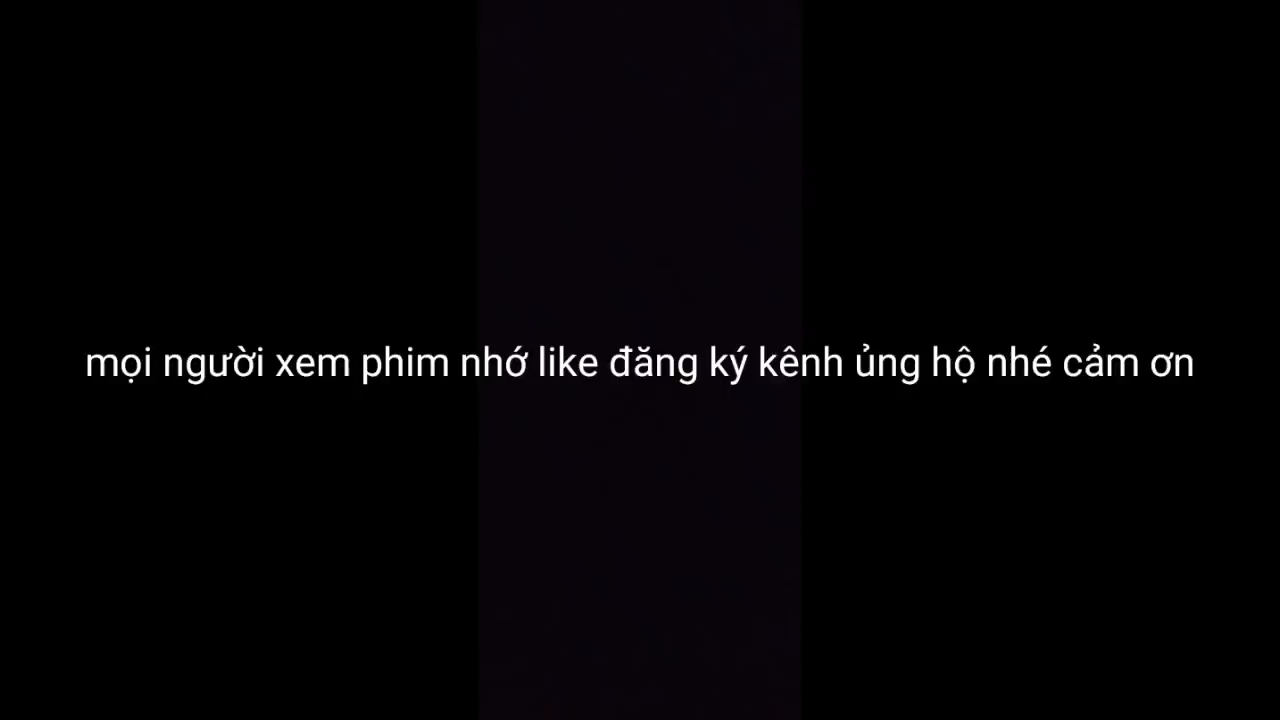 mọi người xem phim nhớ like đăng ký kênh ủng hộ nhé cảm ơn